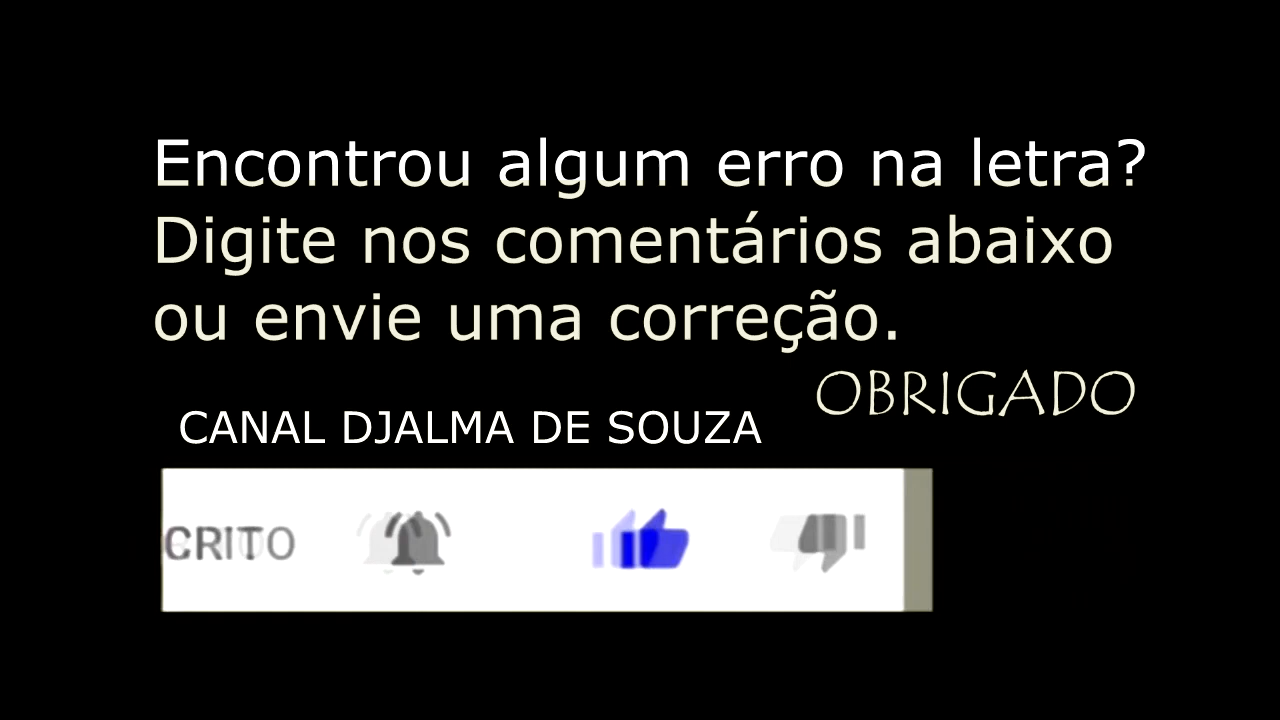 Encontrou algum erro na letra?
Digite nos comentários abaixo
ou envie uma correção.
OBRIGADO
CANAL DJALMA DE SOUZA
CRITO